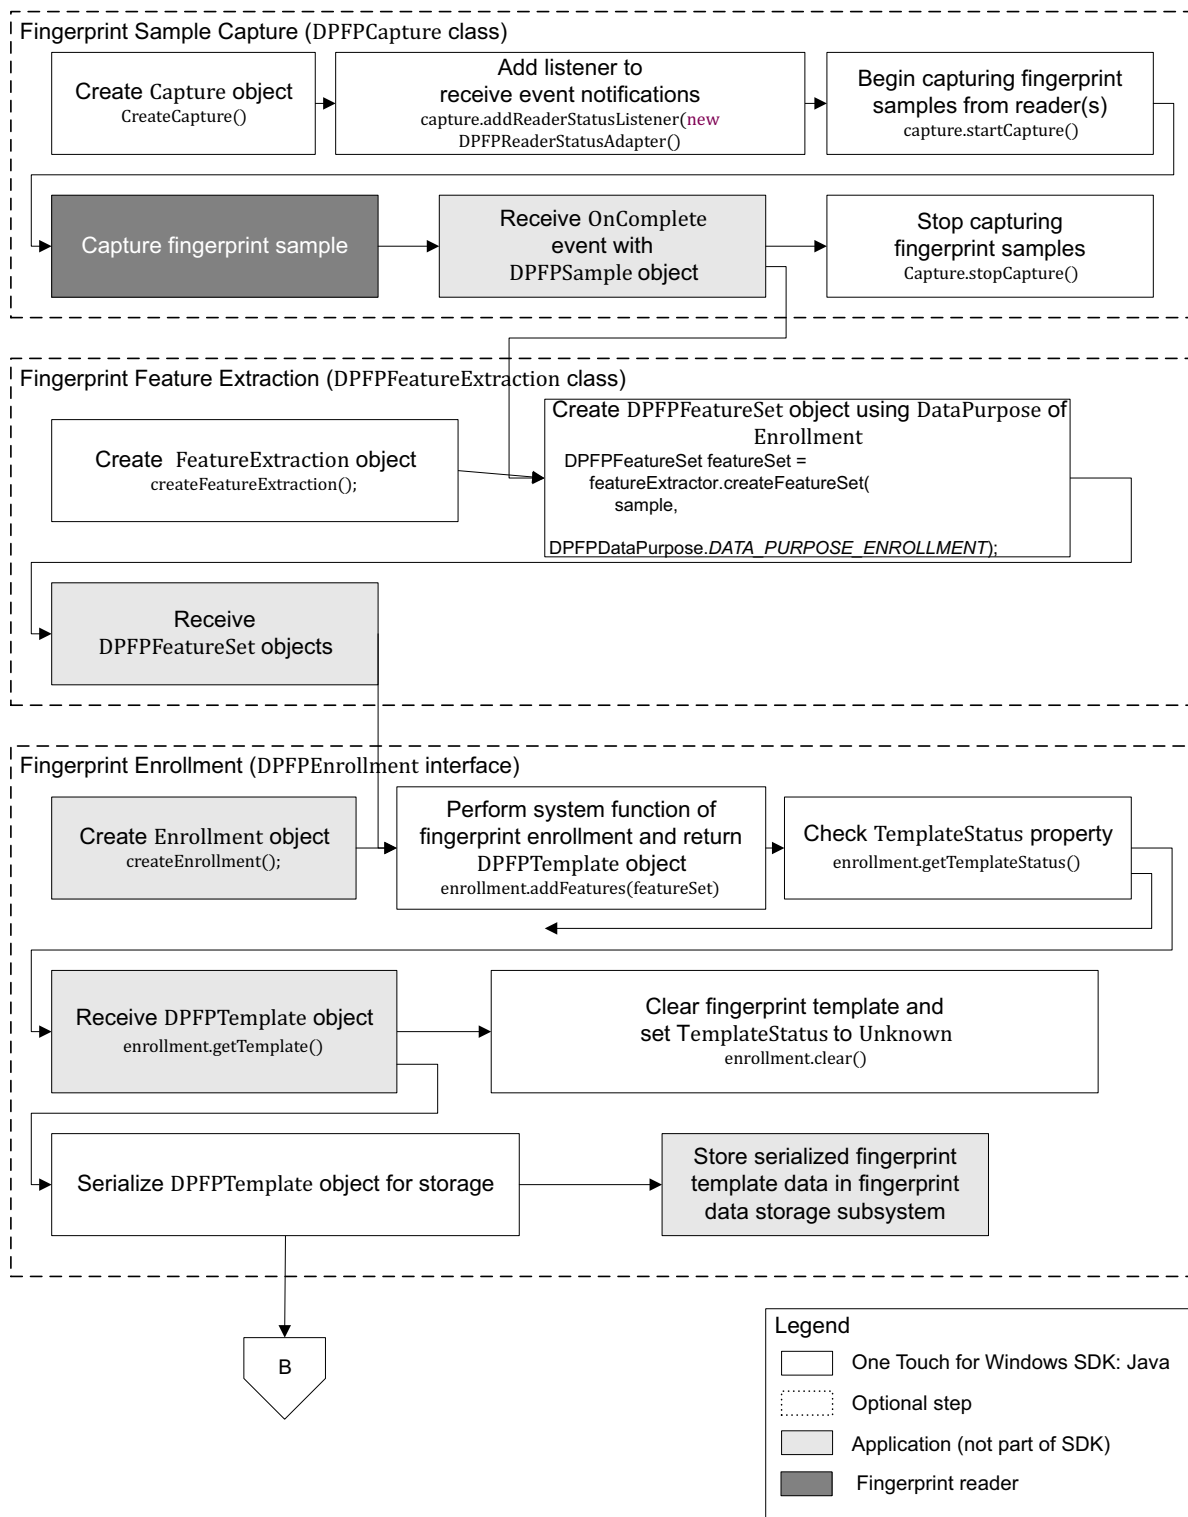 Fingerprint Sample Capture (DPFPCapture class)
Create Capture object
CreateCapture()
Add listener to
receive event notifications
capture.addReaderStatusListener(new
DPFPReaderStatusAdapter()
Begin capturing fingerprint
samples from reader(s)
capture.startCapture()
Capture fingerprint sample
Receive OnComplete
event with
DPFPSample object
Stop capturing
fingerprint samples
Capture.stopCapture()
Fingerprint Feature Extraction (DPFPFeatureExtraction class)
Create FeatureExtraction object
createFeatureExtraction();
Create DPFPFeatureSet object using DataPurpose of
Enrollment
DPFPFeatureSet featureSet =
featureExtractor.createFeatureSet(
sample,
DPFPDataPurpose.DATA_PURPOSE_ENROLLMENT);
Receive
DPFPFeatureSet objects
Fingerprint Enrollment (DPFPEnrollment interface)
Create Enrollment object
createEnrollment();
Perform system function of
fingerprint enrollment and return
DPFPTemplate object
enrollment.addFeatures(featureSet)
Check TemplateStatus property
enrollment.getTemplateStatus()
Receive DPFPTemplate object
enrollment.getTemplate()
Clear fingerprint template and
set TemplateStatus to Unknown
enrollment.clear()
Serialize DPFPTemplate object for storage
Store serialized fingerprint
template data in fingerprint
data storage subsystem
B
Legend
One Touch for Windows SDK: Java
Optional step
Application (not part of SDK)
Fingerprint reader